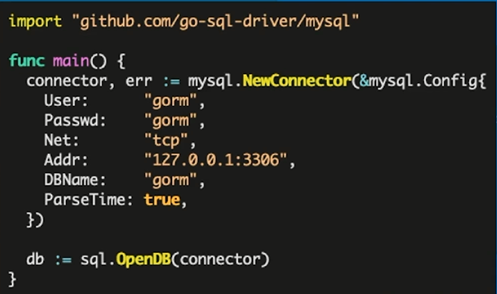 import "github.com/go-sql-driver/mysql"
func main() {
  connector, err := mysql.NewConnector(&mysql.Config{
    User:      "gorm",
    Passwd:    "gorm",
    Net:       "tcp",
    Addr:      "127.0.0.1:3306",
    DBName:    "gorm",
    ParseTime: true,
  })
  db := sql.OpenDB(connector)
}